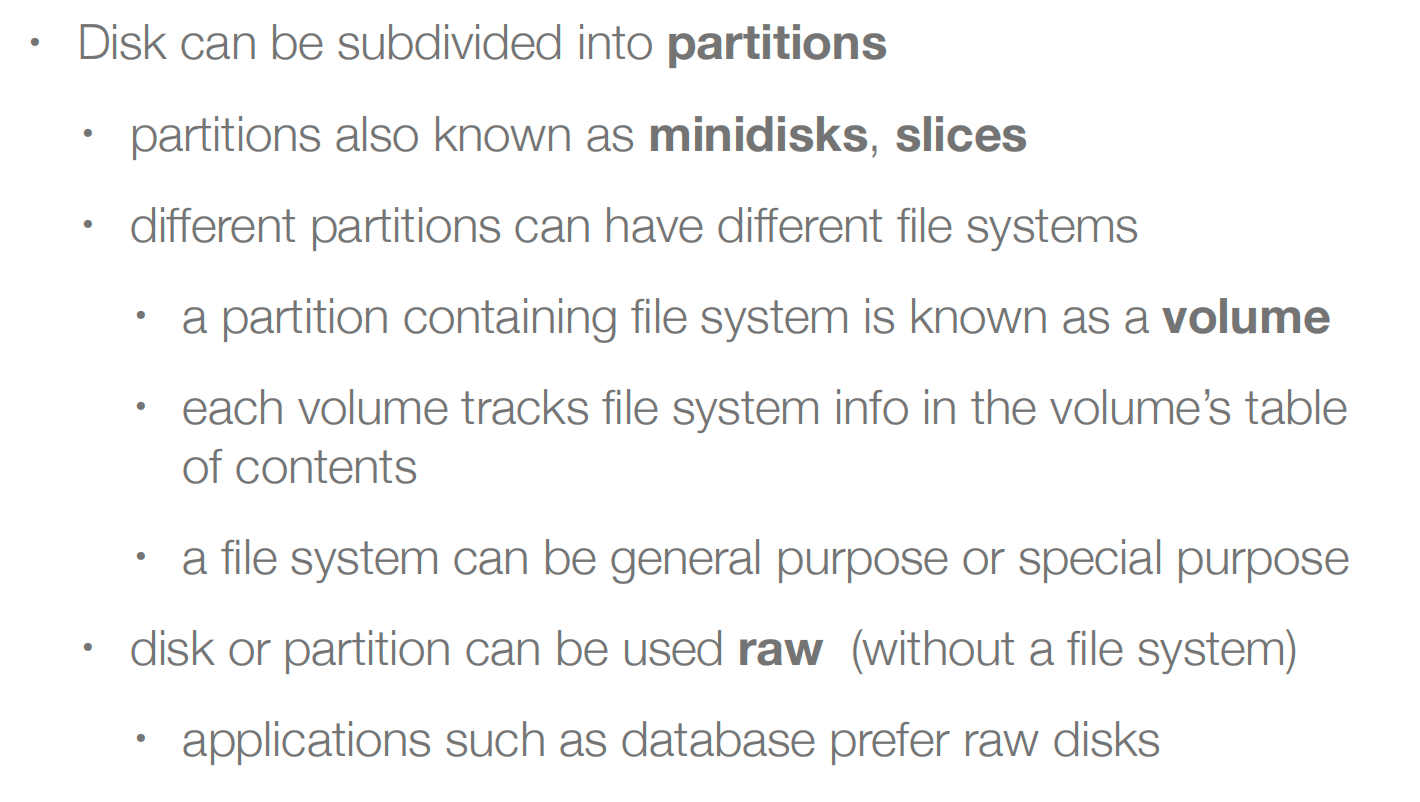 • Disk can be subdivided into partitions
• partitions also known as minidisks, slices
• different partitions can have different file systems
• a partition containing file system is known as a volume
• each volume tracks file system info in the volume’s table
of contents
• a file system can be general purpose or special purpose
• disk or partition can be used raw (without a file system)
• applications such as database prefer raw disks